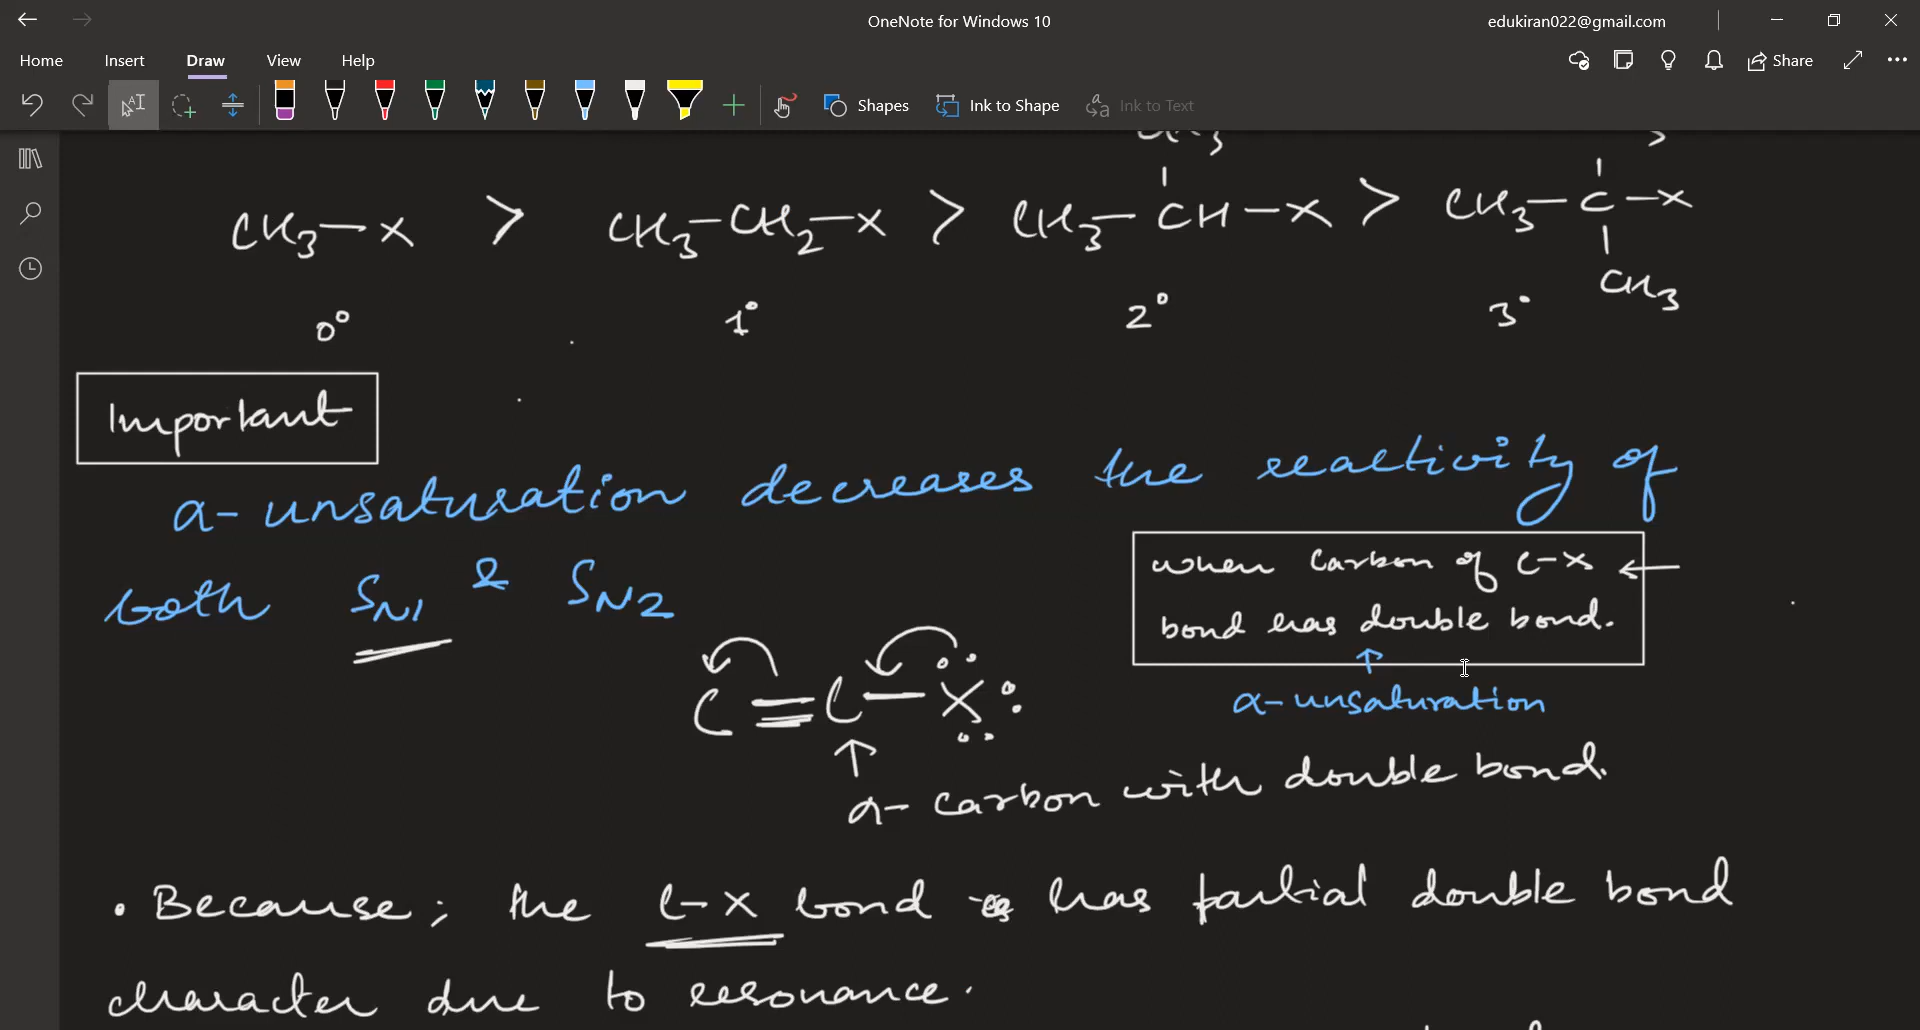 OneNote for Windows 10
edukiran022@gmail.com
Home Insert Draw View Help
Share
Shapes Ink to Shape Ink to Text
CH3
CH3-X > CH3-CH2-X > CH3-CH-X > CH3-C-X
CH3
0° 1° 2° 3°
Important
α-unsaturation decreases the reactivity of
both SN1 & SN2
when Carbon of C-X ←
bond has double bond.
↑
α-unsaturation
C=C-X:
↑
α-carbon with double bond.
• Because; the C-X bond has partial double bond
character due to resonance.